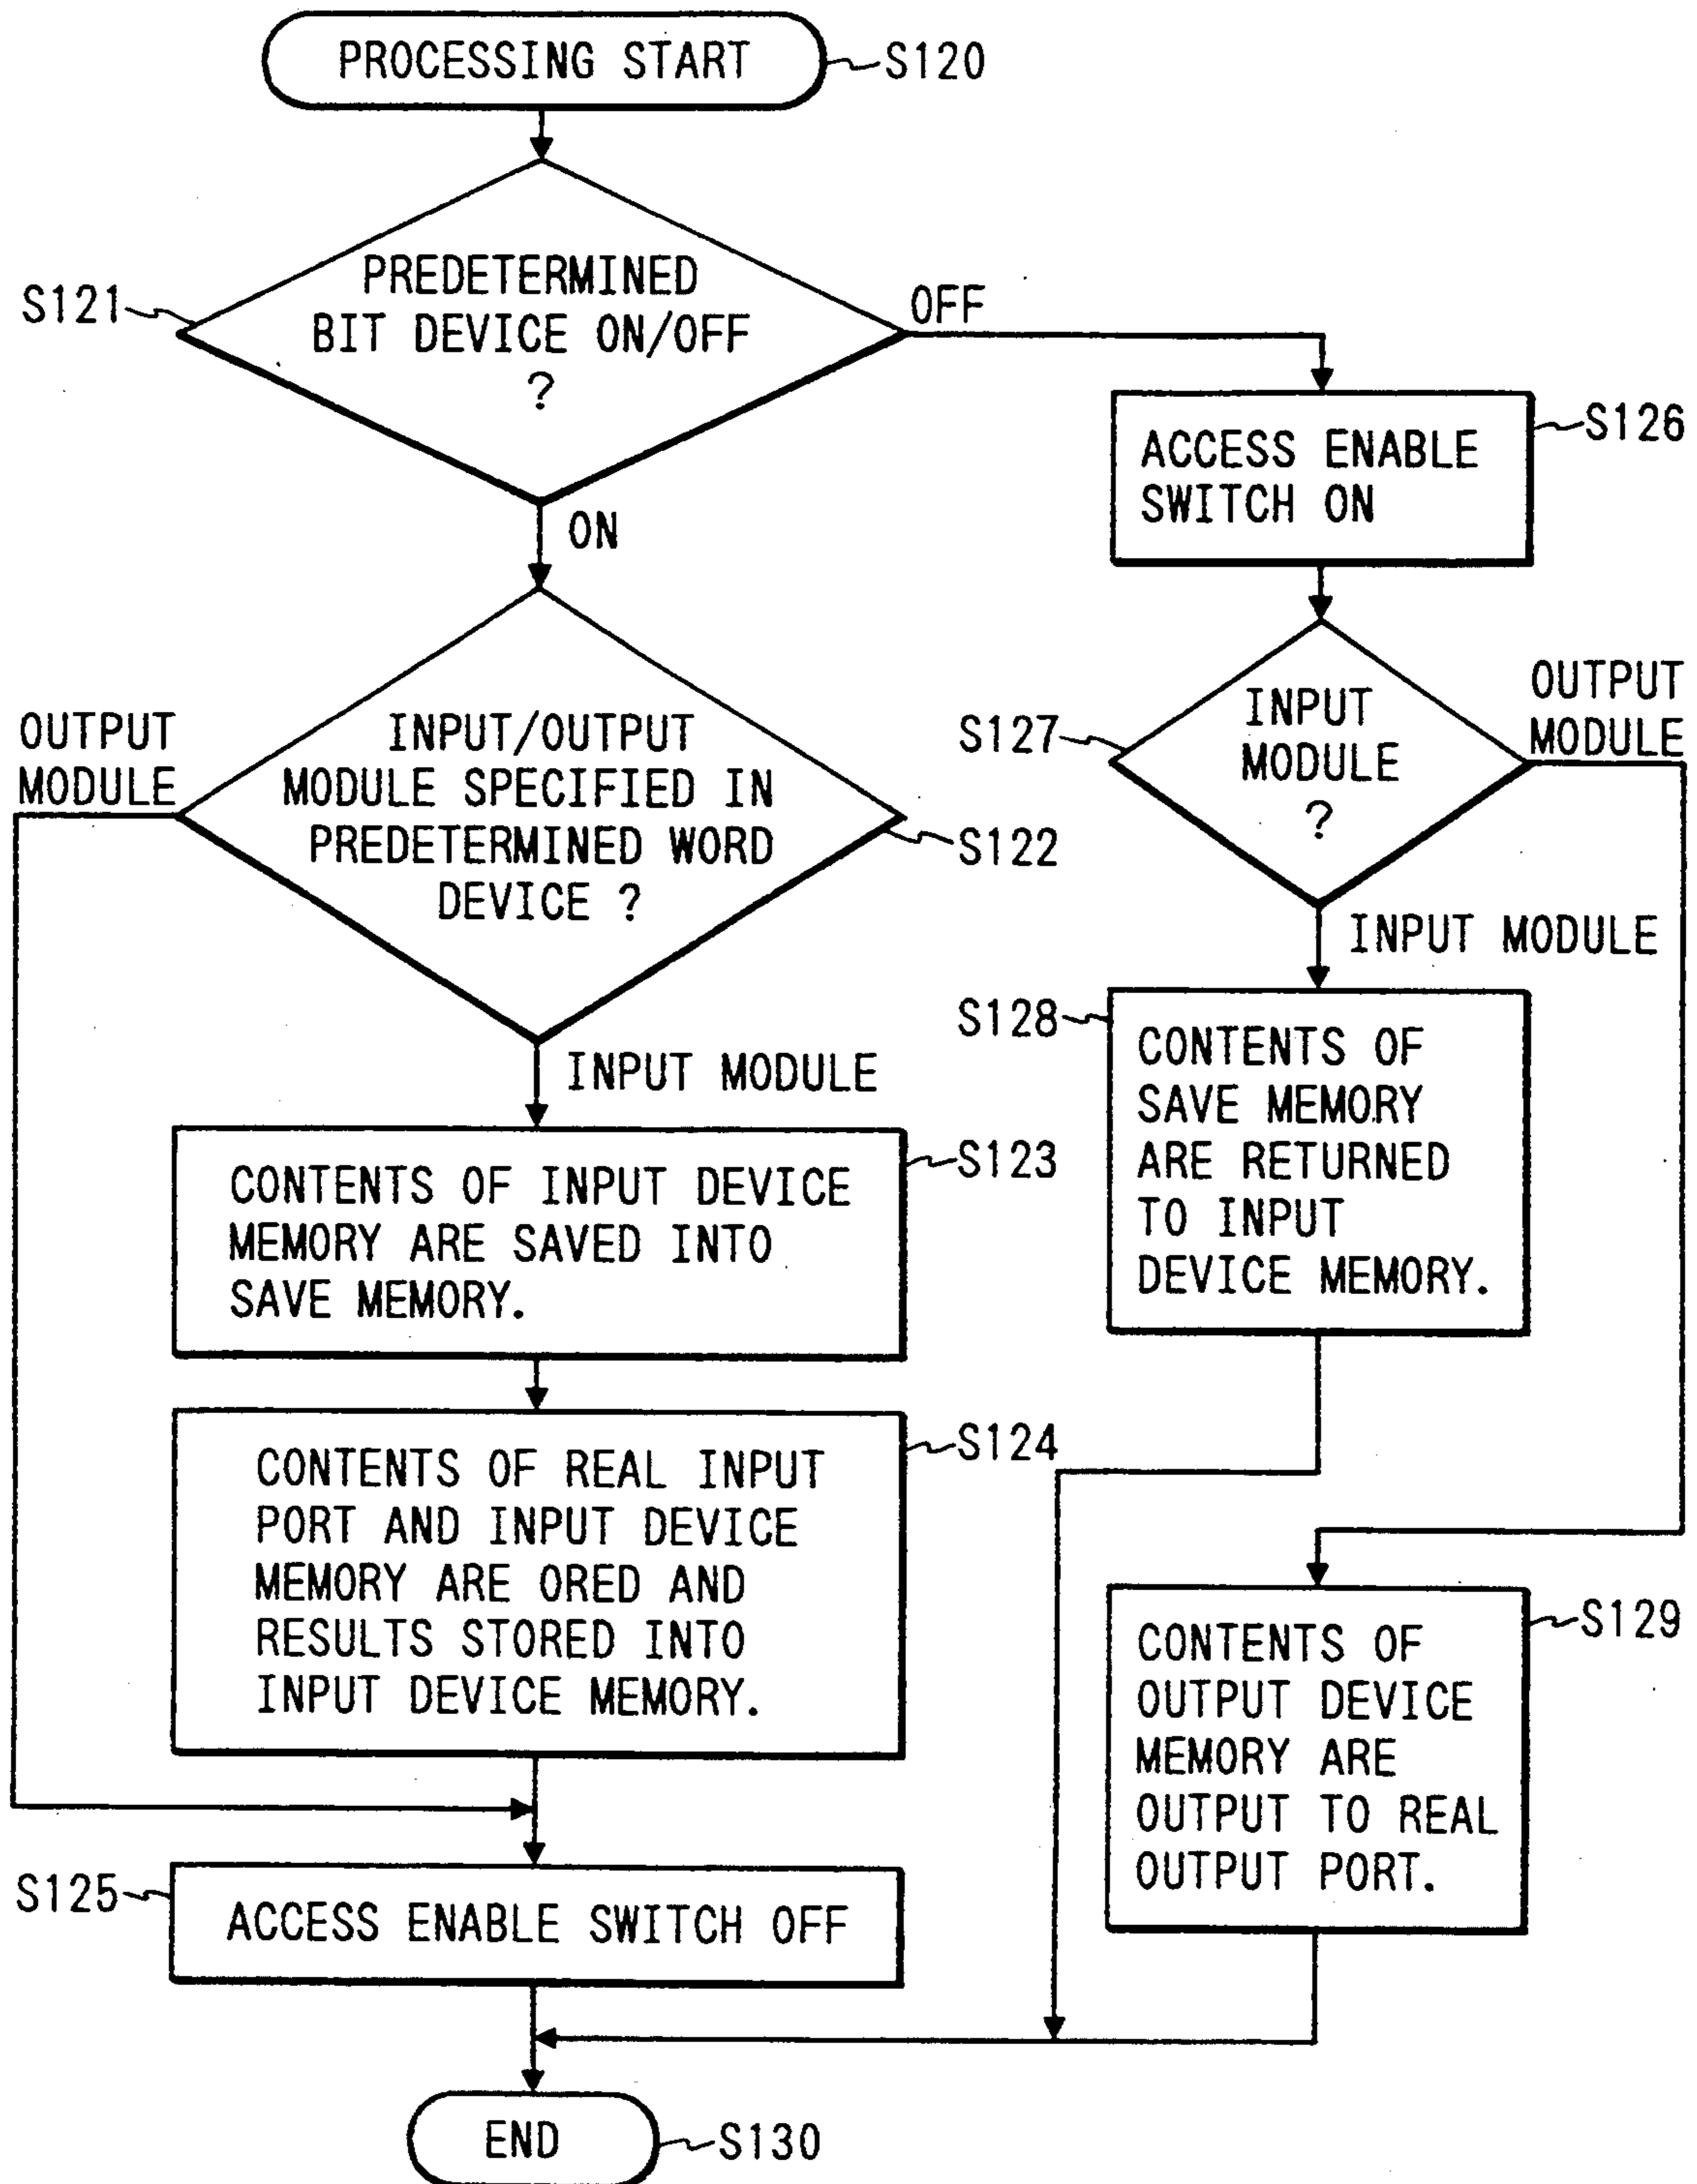 PROCESSING START
S120
S121
PREDETERMINED
BIT DEVICE ON/OFF
?
OFF
ON
ACCESS ENABLE
SWITCH ON
S126
OUTPUT
MODULE
INPUT/OUTPUT
MODULE SPECIFIED IN
PREDETERMINED WORD
DEVICE ?
S122
INPUT MODULE
S127
INPUT
MODULE
?
OUTPUT
MODULE
INPUT MODULE
S123
CONTENTS OF INPUT DEVICE
MEMORY ARE SAVED INTO
SAVE MEMORY.
S128
CONTENTS OF
SAVE MEMORY
ARE RETURNED
TO INPUT
DEVICE MEMORY.
S124
CONTENTS OF REAL INPUT
PORT AND INPUT DEVICE
MEMORY ARE ORED AND
RESULTS STORED INTO
INPUT DEVICE MEMORY.
S129
CONTENTS OF
OUTPUT DEVICE
MEMORY ARE
OUTPUT TO REAL
OUTPUT PORT.
S125
ACCESS ENABLE SWITCH OFF
END
S130